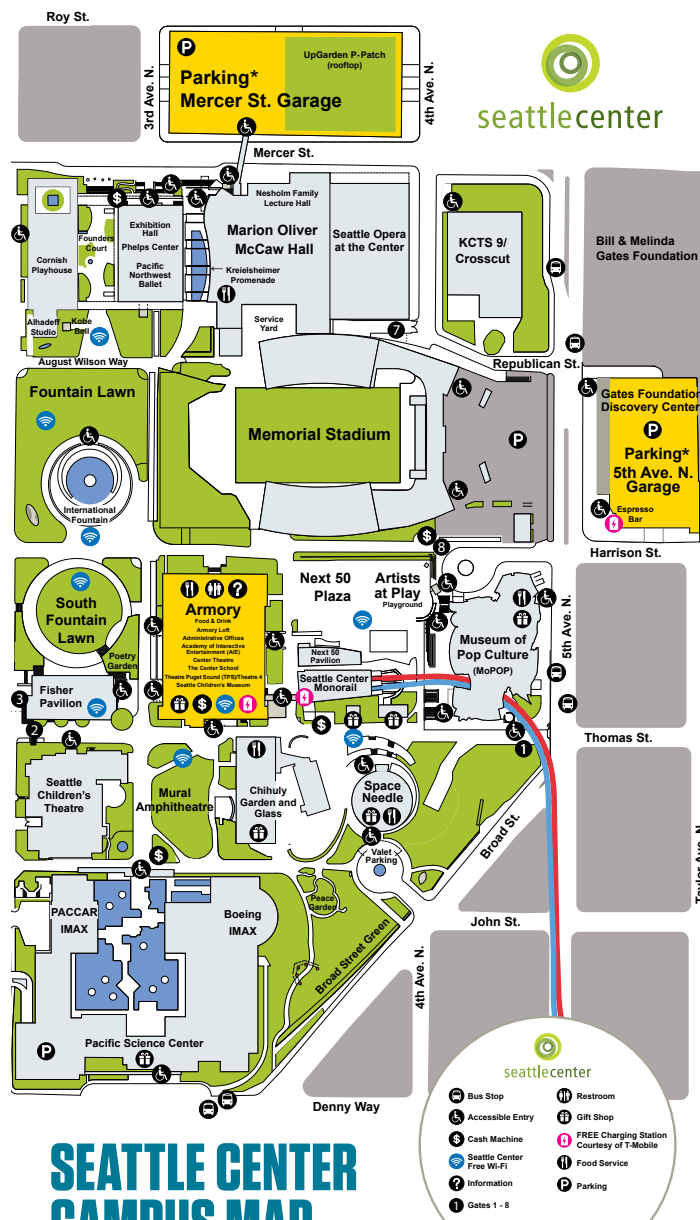 Roy St.
3rd Ave. N.
P
Parking*
Mercer St. Garage
UpGarden P-Patch
(rooftop)
4th Ave. N.
seattlecenter
Mercer St.
$
Cornish
Playhouse
Founders
Court
Exhibition
Hall
Phelps Center
Pacific
Northwest
Ballet
Nesholm Family
Lecture Hall
Marion Oliver
McCaw Hall
Kreielsheimer
Promenade
Seattle Opera
at the Center
KCTS 9/
Crosscut
Bill & Melinda
Gates Foundation
Alhadeff
Studio
Kobe
Bell
Service
Yard
7
August Wilson Way
Republican St.
Fountain Lawn
International
Fountain
Memorial Stadium
P
Gates Foundation
Discovery Center
P
Parking*
5th Ave. N.
Garage
Espresso
Bar
$
8
Harrison St.
South
Fountain
Lawn
Poetry
Garden
Fisher
Pavilion
3
2
?
Armory
Food & Drink
Armory Loft
Administrative Offices
Academy of Interactive
Entertainment (AIE)
Center Theatre
The Center School
Theatre Puget Sound (TPS)/Theatre 4
Seattle Children's Museum
$
Next 50
Plaza
Artists
at Play
Playground
Next 50
Pavilion
Seattle Center
Monorail
$
Museum of
Pop Culture
(MoPOP)
5th Ave. N.
1
Thomas St.
Seattle
Children's
Theatre
Mural
Amphitheatre
$
Chihuly
Garden and
Glass
Space
Needle
Valet
Parking
Broad St.
Taylor Ave. N.
PACCAR
IMAX
Boeing
IMAX
Peace
Garden
Broad Street Green
John St.
4th Ave. N.
P
Pacific Science Center
Denny Way
seattlecenter
Bus Stop
Accessible Entry
$ Cash Machine
Seattle Center
Free Wi-Fi
? Information
1 Gates 1 - 8
Restroom
Gift Shop
FREE Charging Station
Courtesy of T-Mobile
Food Service
P Parking
SEATTLE CENTER
CAMPUS MAP